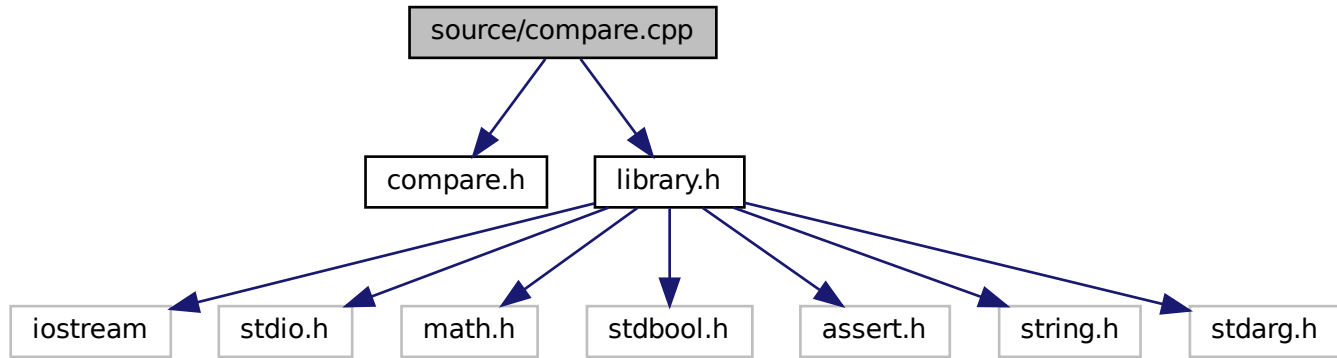 source/compare.cpp
compare.h
library.h
iostream
stdio.h
math.h
stdbool.h
assert.h
string.h
stdarg.h